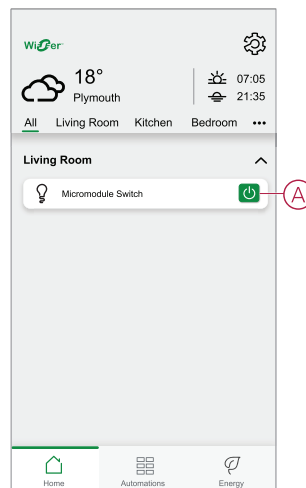 Wiser
18°
07:05
Plymouth
21:35
All Living Room Kitchen Bedroom •••
Living Room
Micromodule Switch
A
Home Automations Energy